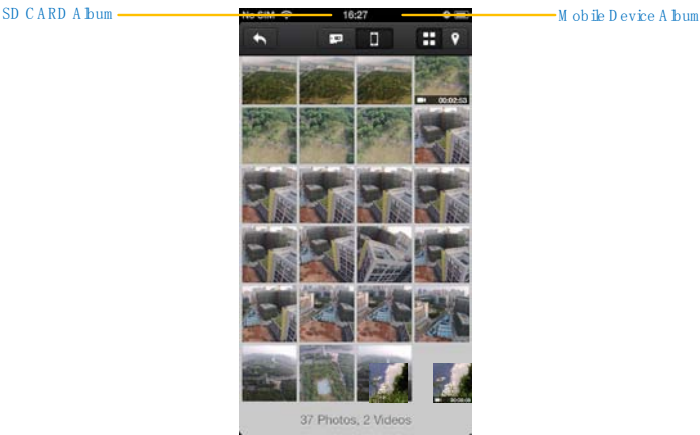 SD CARD Album
No SIM 16:27
Mobile Device Album
00:02:53
37 Photos, 2 Videos